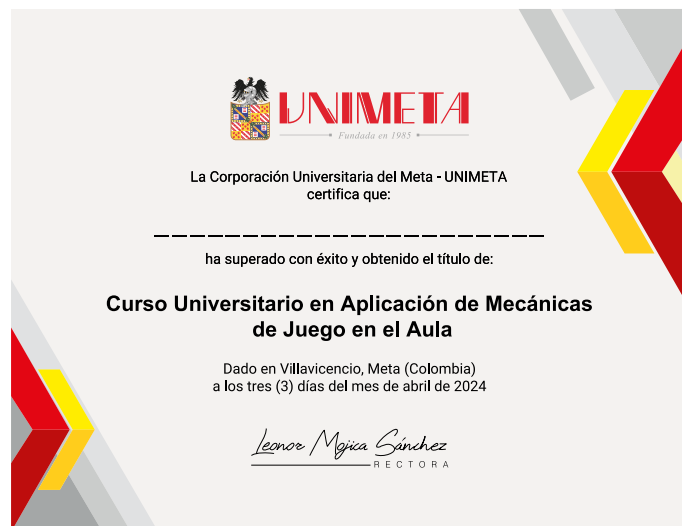 UNIMETA
Fundada en 1985
La Corporación Universitaria del Meta - UNIMETA
certifica que:
ha superado con éxito y obtenido el título de:
Curso Universitario en Aplicación de Mecánicas
de Juego en el Aula
Dado en Villavicencio, Meta (Colombia)
a los tres (3) días del mes de abril de 2024
Leonor Mojica Sánchez
RECTORA